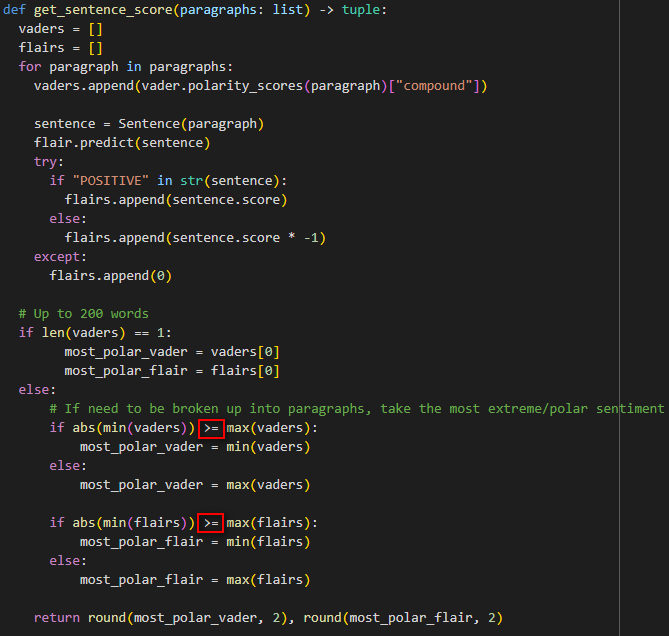 def get_sentence_score(paragraphs: list) -> tuple:
  vaders = []
  flairs = []
  for paragraph in paragraphs:
    vaders.append(vader.polarity_scores(paragraph)["compound"])

    sentence = Sentence(paragraph)
    flair.predict(sentence)
    try:
      if "POSITIVE" in str(sentence):
        flairs.append(sentence.score)
      else:
        flairs.append(sentence.score * -1)
    except:
      flairs.append(0)

  # Up to 200 words
  if len(vaders) == 1:
        most_polar_vader = vaders[0]
        most_polar_flair = flairs[0]
  else:
      # If need to be broken up into paragraphs, take the most extreme/polar sentiment
      if abs(min(vaders)) >= max(vaders):
          most_polar_vader = min(vaders)
      else:
          most_polar_vader = max(vaders)

      if abs(min(flairs)) >= max(flairs):
          most_polar_flair = min(flairs)
      else:
          most_polar_flair = max(flairs)

    return round(most_polar_vader, 2), round(most_polar_flair, 2)